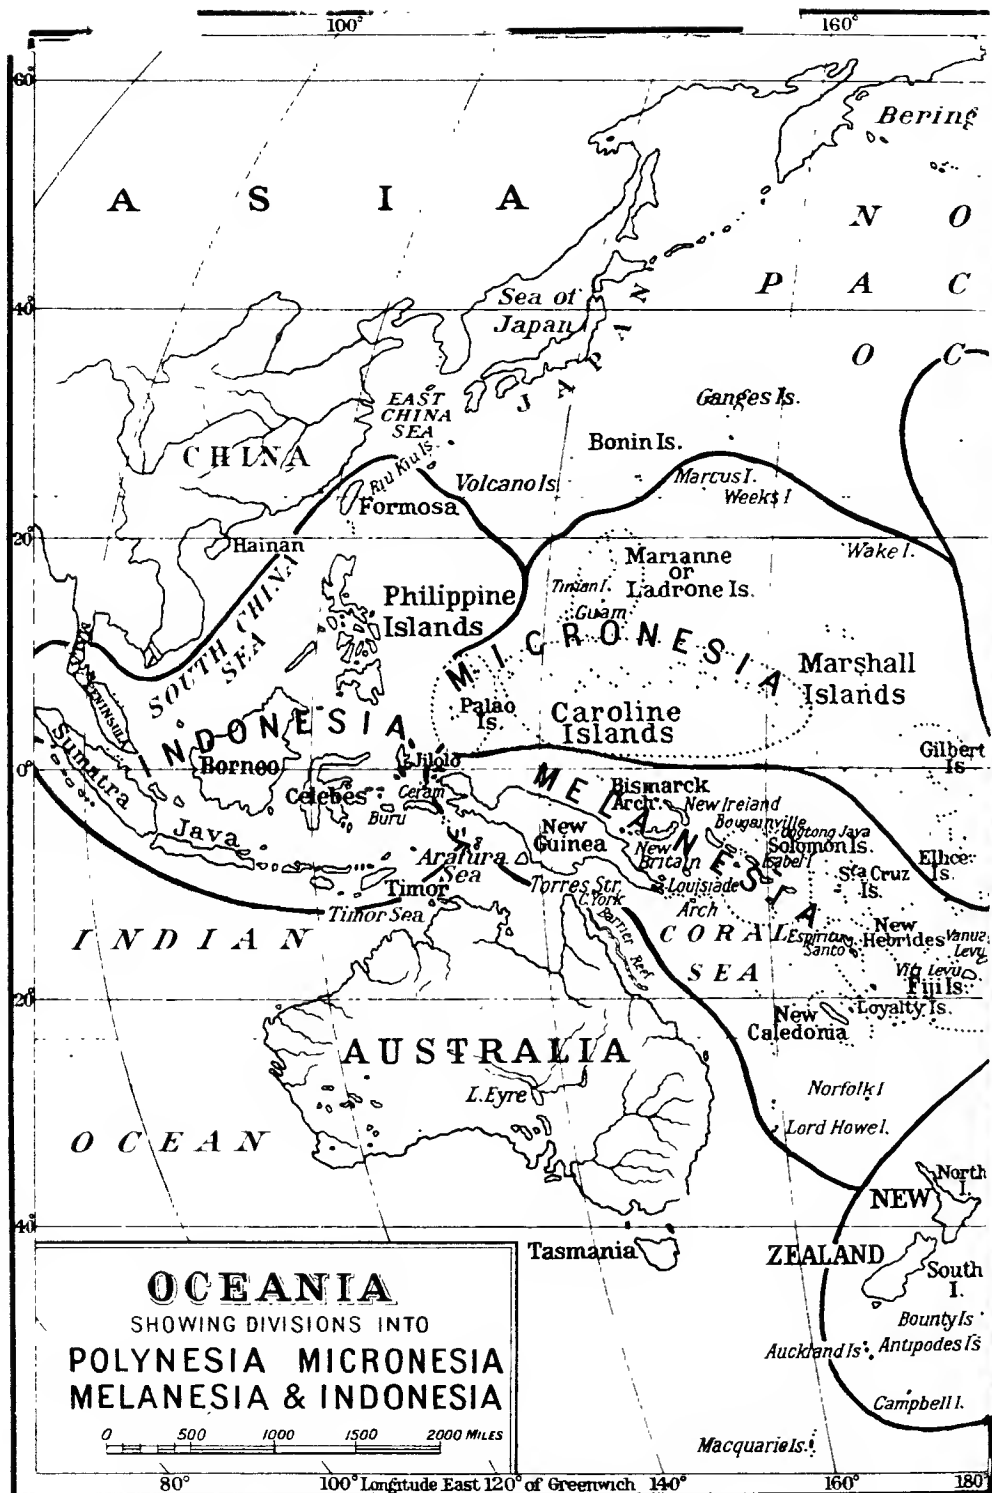 100°
160°
60°
Bering
A S I A
N O
P A C
O C
40°
Sea of
Japan
JAPAN
EAST
CHINA
SEA
Ganges Is.
Bonin Is.
CHINA
Riu Kiu Is.
Volcano Is.
Marcus I.
Weeks I
Formosa
20°
Hainan
Wake I.
Marianne
or
Ladrone Is.
Tinian I.
Guam
Philippine
Islands
SOUTH CHINA
SEA
MICRONESIA
Marshall
Islands
PENINSULA
Palao
Is.
Caroline
Islands
INDONESIA
Sumatra
0°
Borneo
Jilolo
Gilbert
Is
Celebes
Ceram
Buru
MELANESIA
Bismarck
Arch.
New Ireland
Bougainville
Ongtong Java
Solomon Is.
Isabel I
Java
New
Guinea
New
Britain
Arafura
Sea
Ellice
Is.
Sta Cruz
Is.
Timor
Timor Sea
Torres Str.
C. York
Louisiade
Arch
INDIAN
Barrier Reef
CORAL
SEA
Espiritu
Santo
New
Hebrides
Vanua
Levu
Viti Levu
Fiji Is.
20°
Loyalty Is.
New
Caledonia
AUSTRALIA
L. Eyre
Norfolk I
Lord Howe I.
OCEAN
North
I.
NEW
ZEALAND
40°
Tasmania
South
I.
Bounty Is
Antipodes Is
Auckland Is
Campbell I.
Macquarie Is.
OCEANIA
SHOWING DIVISIONS INTO
POLYNESIA MICRONESIA
MELANESIA & INDONESIA
0 500 1000 1500 2000 MILES
80° 100° Longitude East 120° of Greenwich 140° 160° 180°